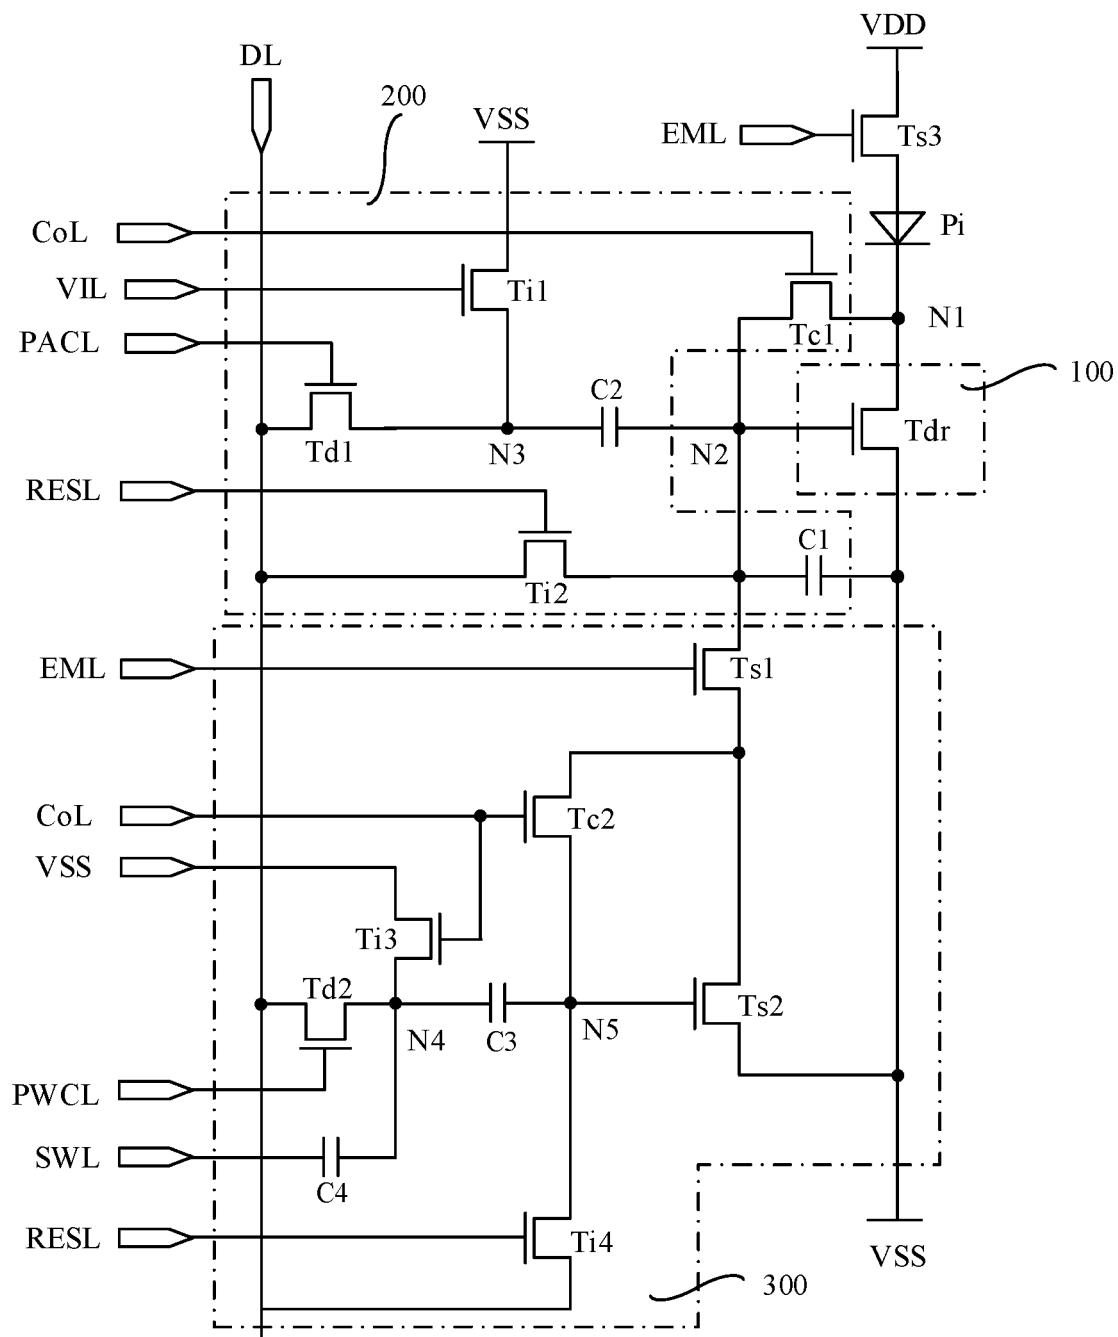 VDD
DL
200
VSS
EML
Ts3
CoL
Pi
VIL
Ti1
N1
PACL
Tc1
100
C2
Td1
N3
N2
Tdr
RESL
C1
Ti2
EML
Ts1
CoL
Tc2
VSS
Ti3
Td2
Ts2
N4
C3
N5
PWCL
SWL
C4
RESL
Ti4
VSS
300